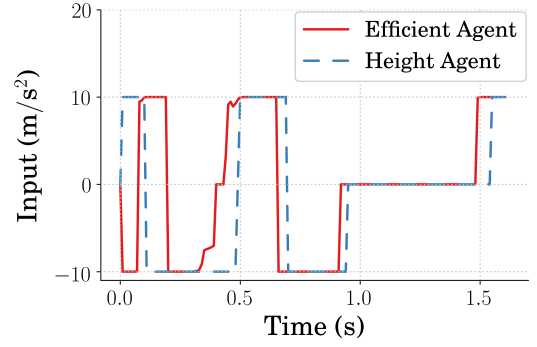 20
10
0
−10
Input (m/s²)
Efficient Agent
Height Agent
0.0 0.5 1.0 1.5
Time (s)